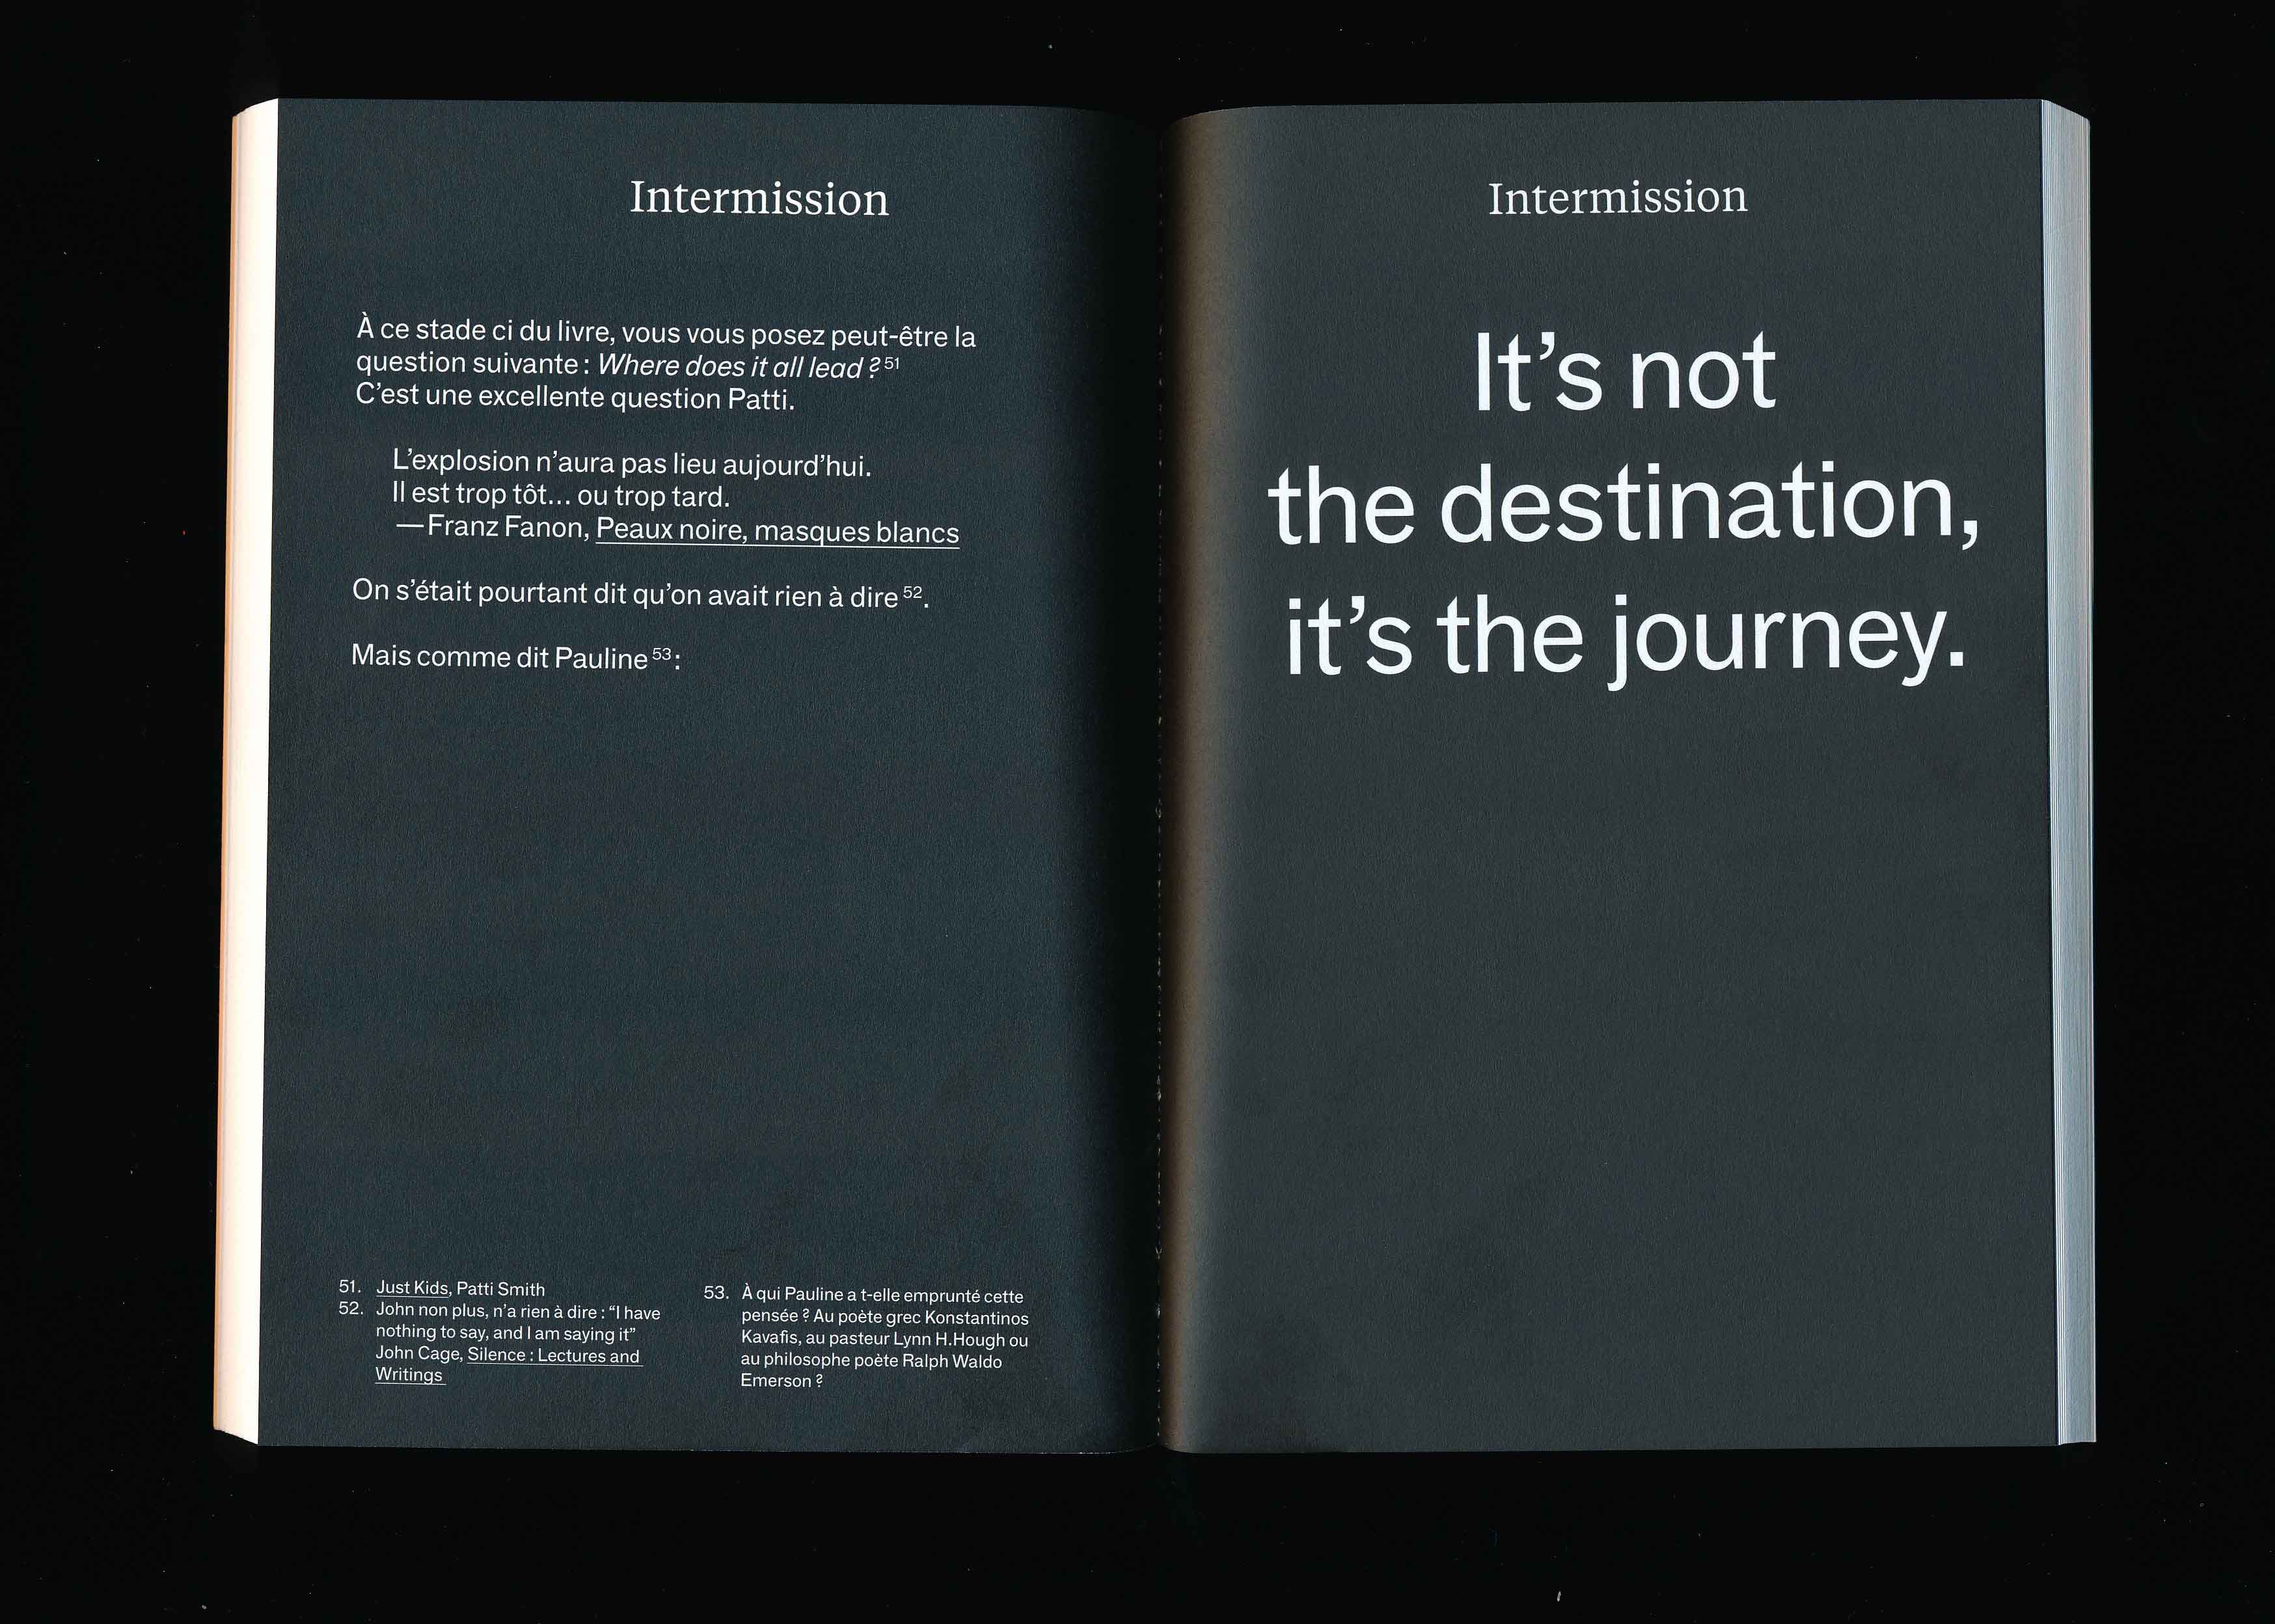 Intermission
À ce stade ci du livre, vous vous posez peut-être la
question suivante : Where does it all lead ? 51
C’est une excellente question Patti.
L’explosion n’aura pas lieu aujourd’hui.
Il est trop tôt… ou trop tard.
—Franz Fanon, Peaux noire, masques blancs
On s’était pourtant dit qu’on avait rien à dire 52.
Mais comme dit Pauline 53 :
51. Just Kids, Patti Smith
52. John non plus, n’a rien à dire : “I have
nothing to say, and I am saying it”
John Cage, Silence : Lectures and
Writings
53. À qui Pauline a t-elle emprunté cette
pensée ? Au poète grec Konstantinos
Kavafis, au pasteur Lynn H.Hough ou
au philosophe poète Ralph Waldo
Emerson ?
Intermission
It’s not
the destination,
it’s the journey.